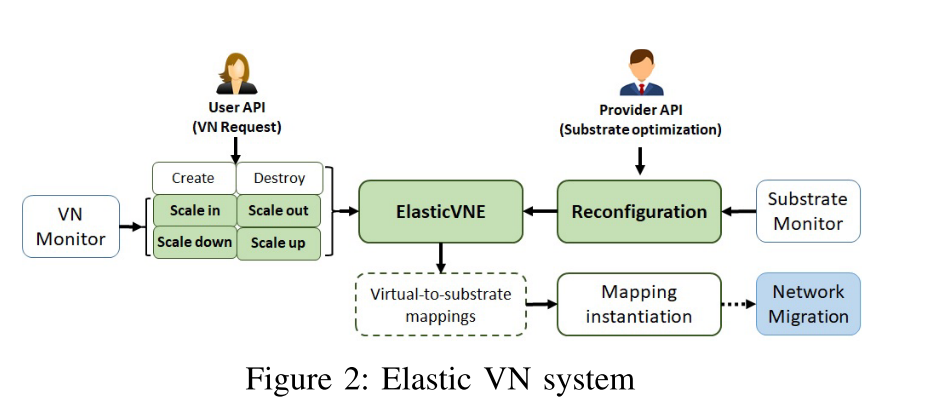 User API
(VN Request)
Provider API
(Substrate optimization)
Create
Destroy
Scale in
Scale out
Scale down
Scale up
VN
Monitor
ElasticVNE
Reconfiguration
Substrate
Monitor
Virtual-to-substrate
mappings
Mapping
instantiation
Network
Migration
Figure 2: Elastic VN system